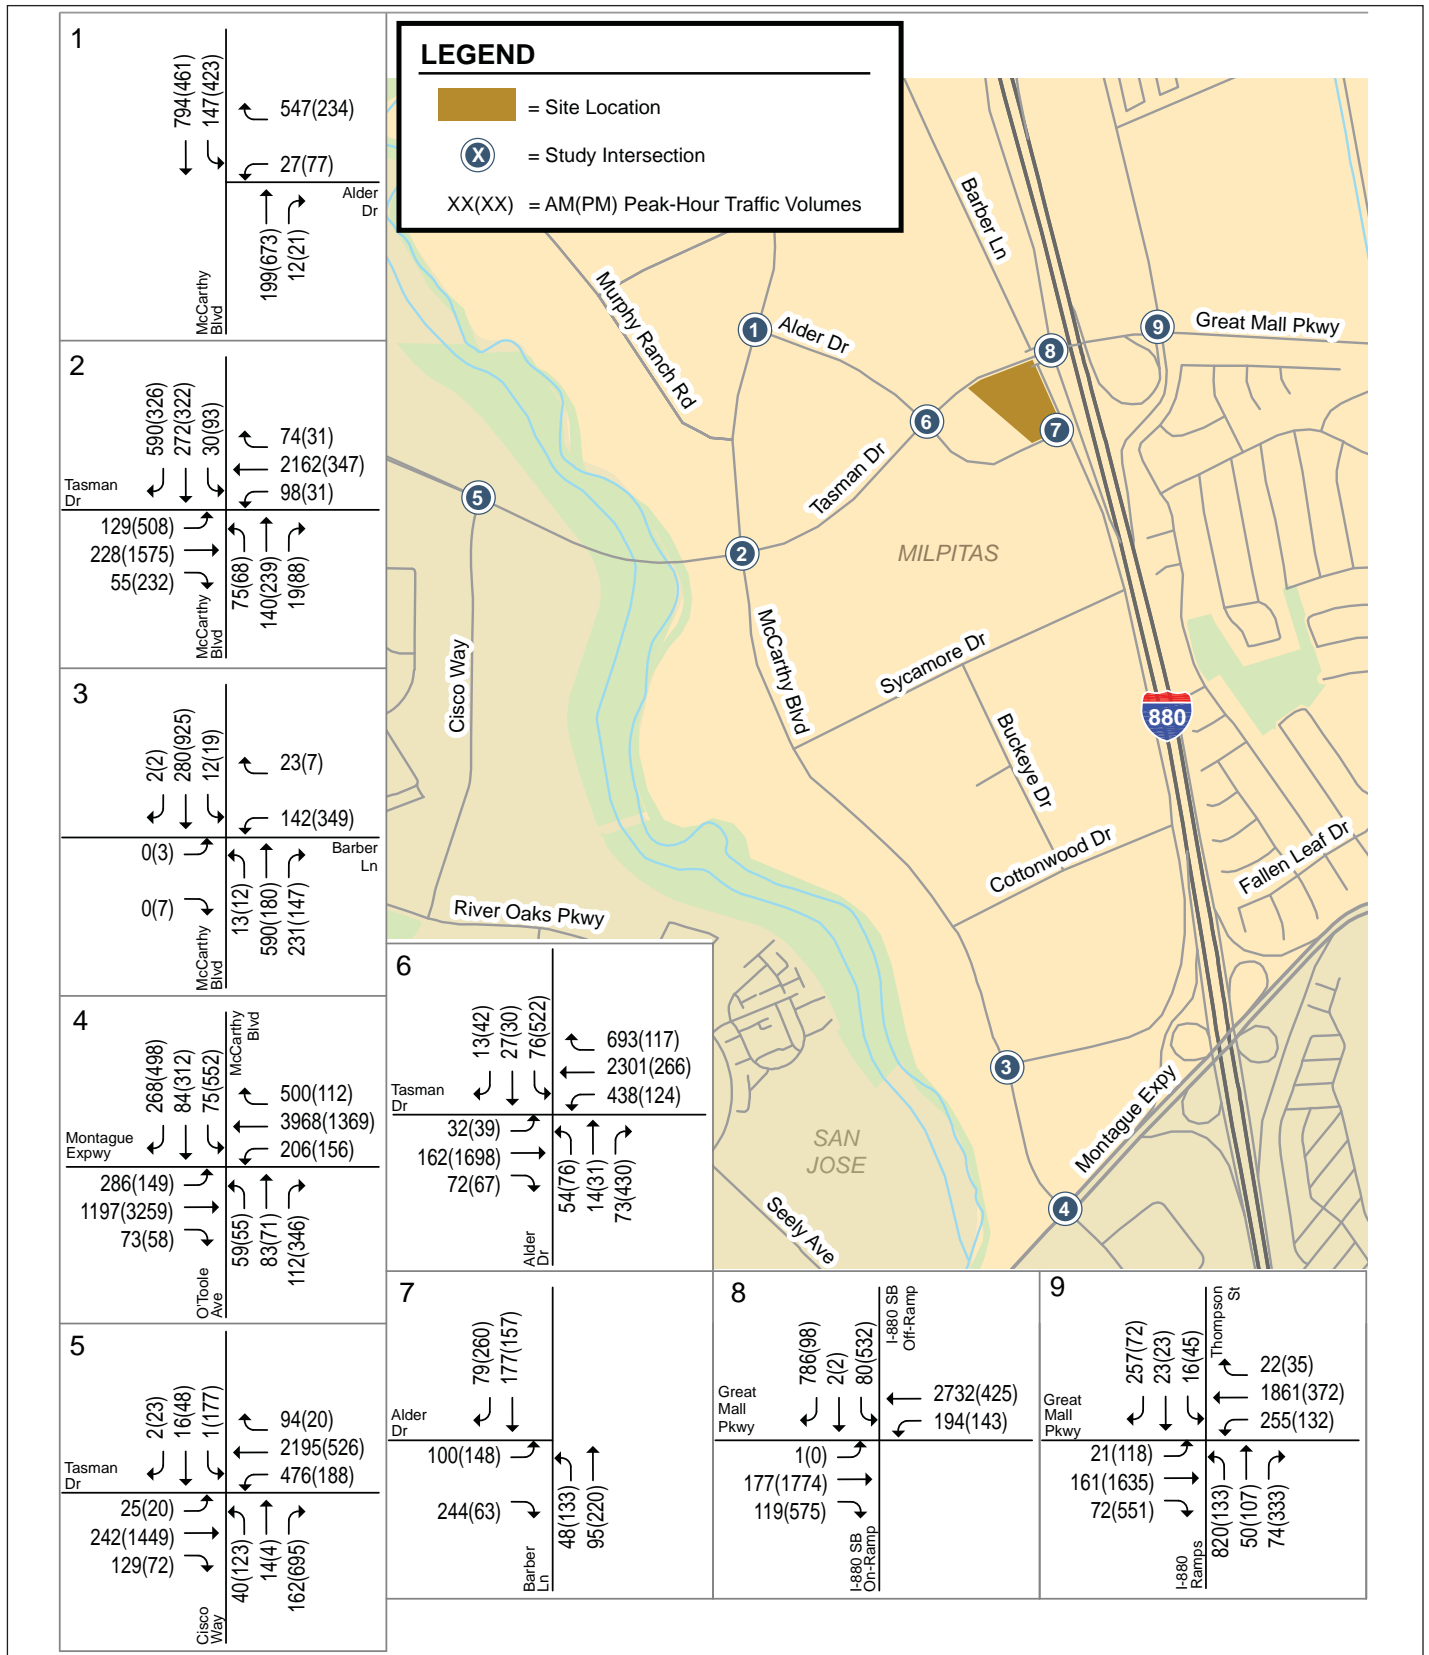 1
794(461)
147(423)
547(234)
27(77)
Alder
Dr
199(673)
12(21)
McCarthy
Blvd
LEGEND
= Site Location
X
= Study Intersection
XX(XX) = AM(PM) Peak-Hour Traffic Volumes
2
590(326)
272(322)
30(93)
74(31)
2162(347)
98(31)
Tasman
Dr
129(508)
228(1575)
55(232)
75(68)
140(239)
19(88)
McCarthy
Blvd
3
2(2)
280(925)
12(19)
23(7)
142(349)
Barber
Ln
0(3)
0(7)
13(12)
590(180)
231(147)
McCarthy
Blvd
4
268(498)
84(312)
75(552)
McCarthy
Blvd
500(112)
3968(1369)
206(156)
Montague
Expwy
286(149)
1197(3259)
73(58)
59(55)
83(71)
112(346)
O'Toole
Ave
5
2(23)
16(48)
1(177)
94(20)
2195(526)
476(188)
Tasman
Dr
25(20)
242(1449)
129(72)
40(123)
14(4)
162(695)
Cisco
Way
6
13(42)
27(30)
76(522)
693(117)
2301(266)
438(124)
Tasman
Dr
32(39)
162(1698)
72(67)
54(76)
14(31)
73(430)
Alder
Dr
7
79(260)
177(157)
Alder
Dr
100(148)
244(63)
48(133)
95(220)
Barber
Ln
8
786(98)
2(2)
80(532)
I-880 SB
Off-Ramp
2732(425)
194(143)
Great
Mall
Pkwy
1(0)
177(1774)
119(575)
I-880 SB
On-Ramp
9
257(72)
23(23)
16(45)
Thompson
St
22(35)
1861(372)
255(132)
Great
Mall
Pkwy
21(118)
161(1635)
72(551)
820(133)
50(107)
74(333)
I-880
Ramps
Barber Ln
Murphy Ranch Rd
1
Alder Dr
8
9
Great Mall Pkwy
6
7
Tasman Dr
5
2
MILPITAS
Cisco Way
McCarthy Blvd
Sycamore Dr
Buckeye Dr
880
Cottonwood Dr
Fallen Leaf Dr
River Oaks Pkwy
3
Montague Expy
SAN
JOSE
Seely Ave
4